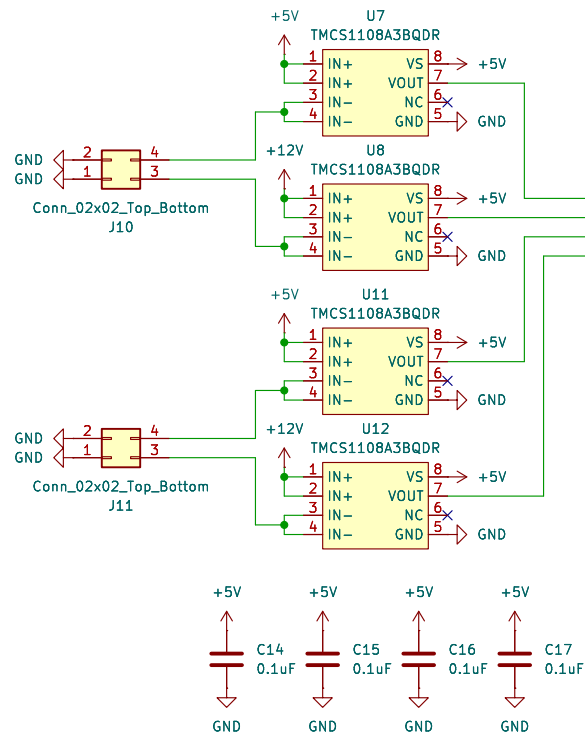 +5V
U7
TMCS1108A3BQDR
1 IN+ VS 8 +5V
2 IN+ VOUT 7
3 IN- NC 6
4 IN- GND 5 GND
GND 2 4
GND 1 3
Conn_02x02_Top_Bottom
J10
+12V
U8
TMCS1108A3BQDR
1 IN+ VS 8 +5V
2 IN+ VOUT 7
3 IN- NC 6
4 IN- GND 5 GND
+5V
U11
TMCS1108A3BQDR
1 IN+ VS 8 +5V
2 IN+ VOUT 7
3 IN- NC 6
4 IN- GND 5 GND
GND 2 4
GND 1 3
Conn_02x02_Top_Bottom
J11
+12V
U12
TMCS1108A3BQDR
1 IN+ VS 8 +5V
2 IN+ VOUT 7
3 IN- NC 6
4 IN- GND 5 GND
+5V +5V +5V +5V
C14 C15 C16 C17
0.1uF 0.1uF 0.1uF 0.1uF
GND GND GND GND